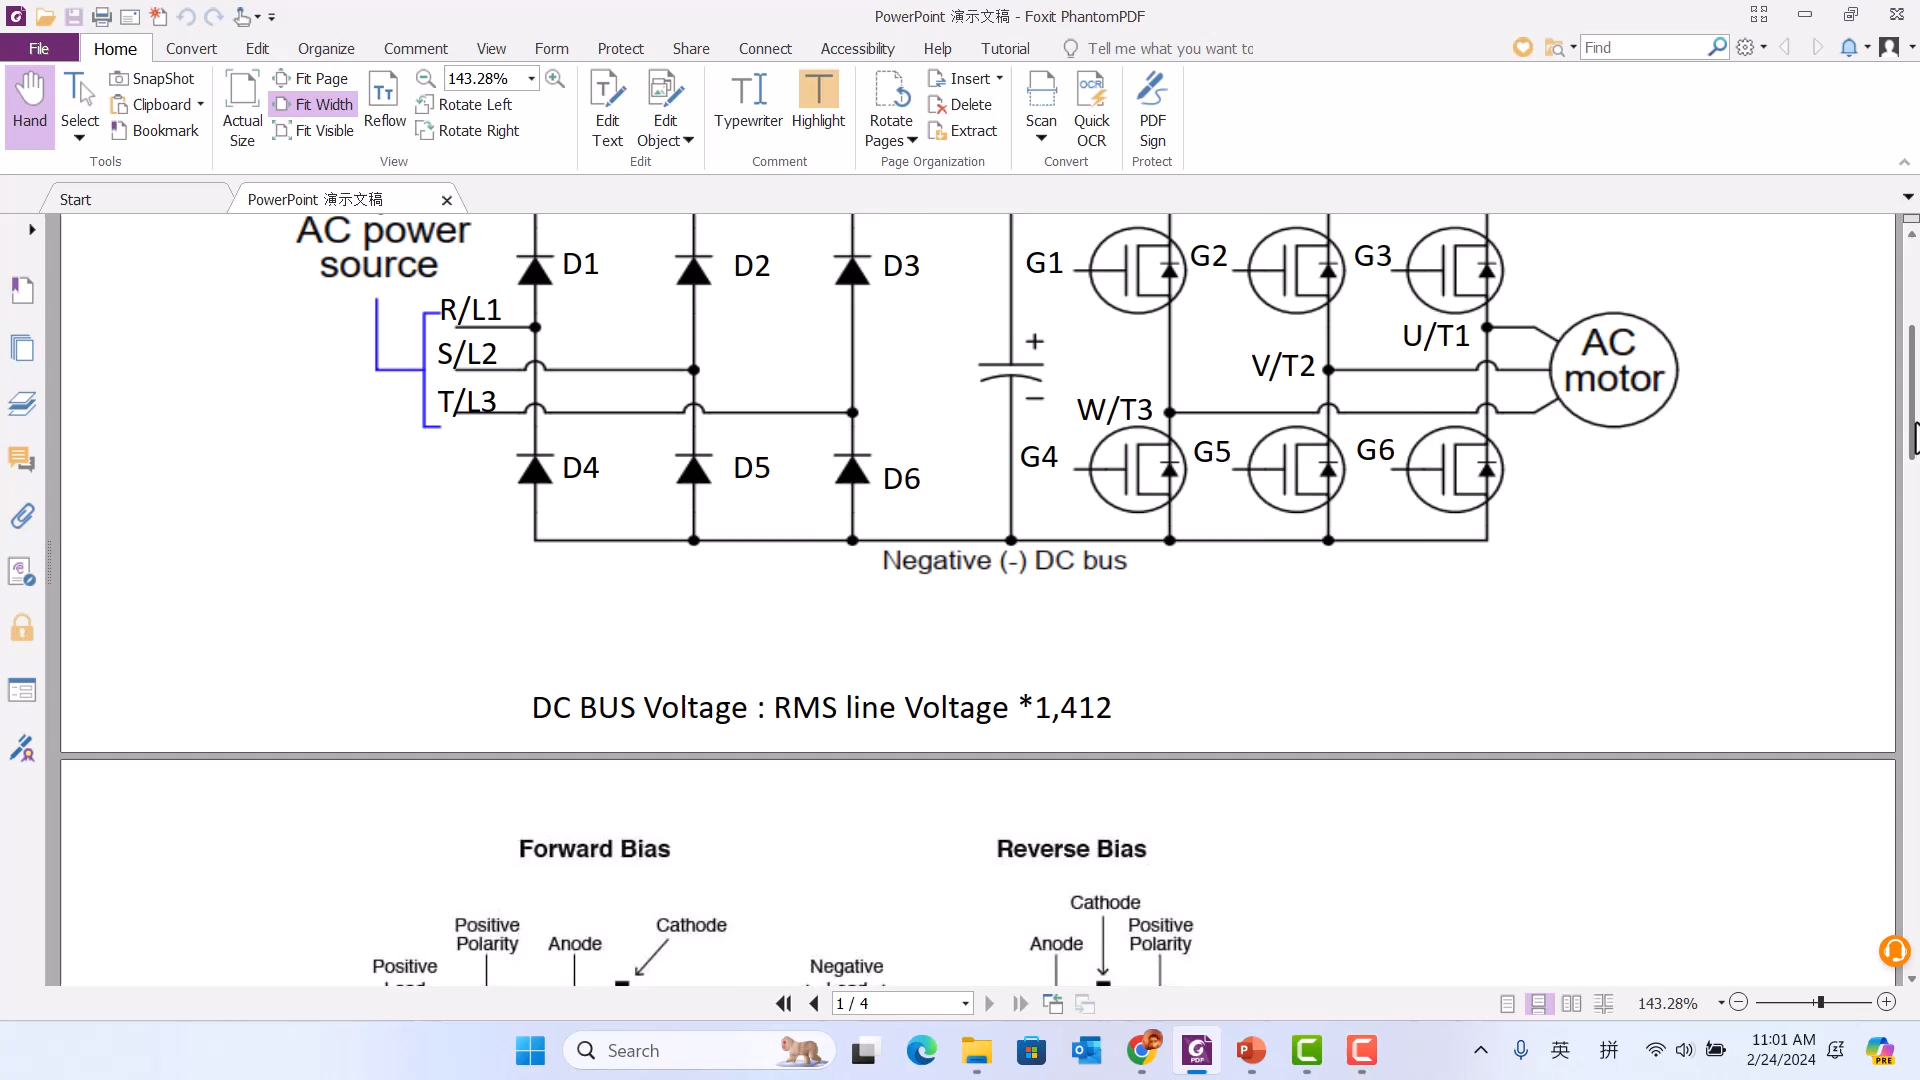 PowerPoint 演示文稿 - Foxit PhantomPDF
File Home Convert Edit Organize Comment View Form Protect Share Connect Accessibility Help Tutorial Tell me what you want to Find
Hand Select SnapShot Clipboard Bookmark Actual Size Fit Page Fit Width Fit Visible Reflow 143.28% Rotate Left Rotate Right Edit Text Edit Object Typewriter Highlight Rotate Pages Insert Delete Extract Scan Quick OCR PDF Sign
Tools View Edit Comment Page Organization Convert Protect
Start PowerPoint 演示文稿
AC power
source
D1 D2 D3 G1 G2 G3
R/L1
S/L2
T/L3
+
−
U/T1
V/T2
W/T3
AC
motor
D4 D5 D6 G4 G5 G6
Negative (-) DC bus
DC BUS Voltage : RMS line Voltage *1,412
Forward Bias Reverse Bias
Positive
Polarity
Anode
Cathode
Positive
Negative
Cathode
Anode
Positive
Polarity
1 / 4 143.28%
Search
英 拼
11:01 AM
2/24/2024